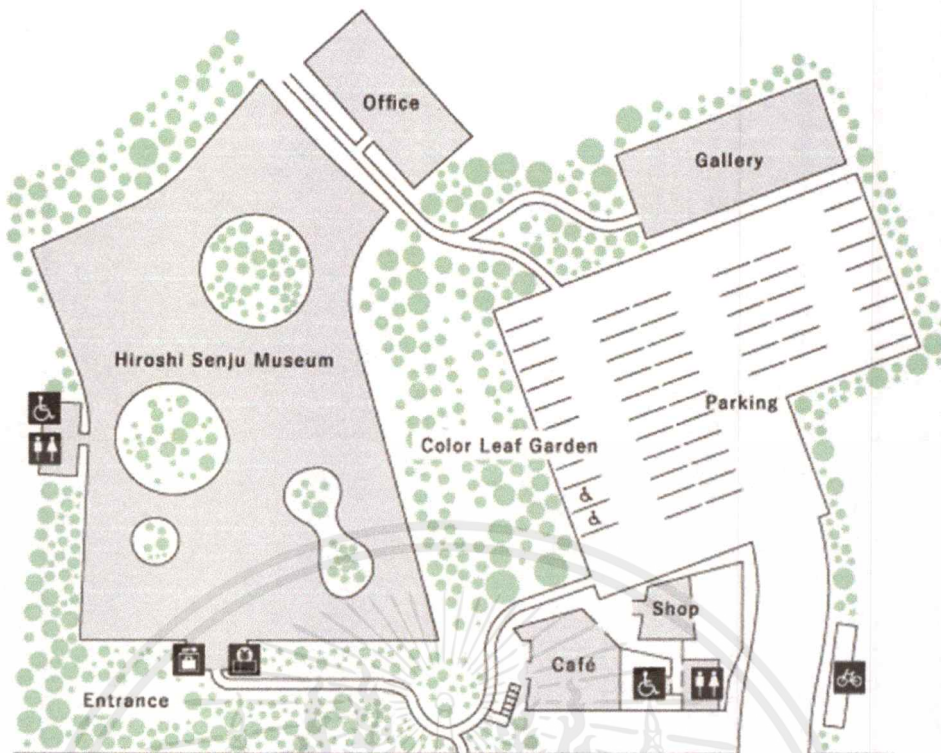 Office
Gallery
Hiroshi Senju Museum
Parking
Color Leaf Garden
Shop
Café
Entrance